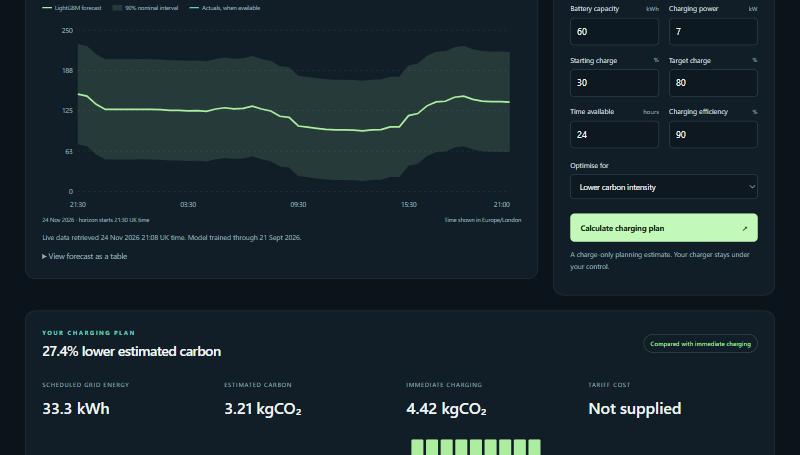 LightGBM forecast
90% nominal interval
Actuals, when available
250
188
125
63
0
21:30
03:30
09:30
15:30
21:00
24 Nov 2026 · horizon starts 21:30 UK time
Time shown in Europe/London
Live data retrieved 24 Nov 2026 21:08 UK time. Model trained through 21 Sept 2026.
View forecast as a table
Battery capacity kWh
60
Charging power kW
7
Starting charge %
30
Target charge %
80
Time available hours
24
Charging efficiency %
90
Optimise for
Lower carbon intensity
Calculate charging plan ↗
A charge-only planning estimate. Your charger stays under
your control.
YOUR CHARGING PLAN
27.4% lower estimated carbon
Compared with immediate charging
SCHEDULED GRID ENERGY
33.3 kWh
ESTIMATED CARBON
3.21 kgCO₂
IMMEDIATE CHARGING
4.42 kgCO₂
TARIFF COST
Not supplied